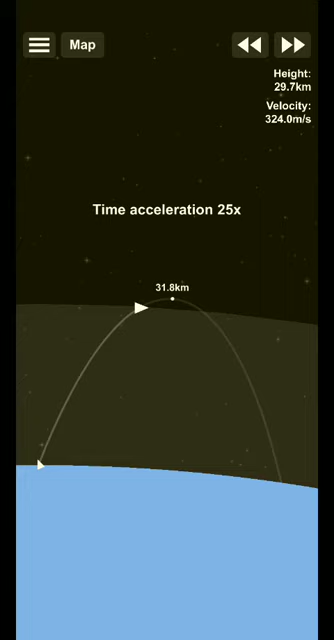 Map
Height:
29.7km
Velocity:
324.0m/s
Time acceleration 25x
31.8km